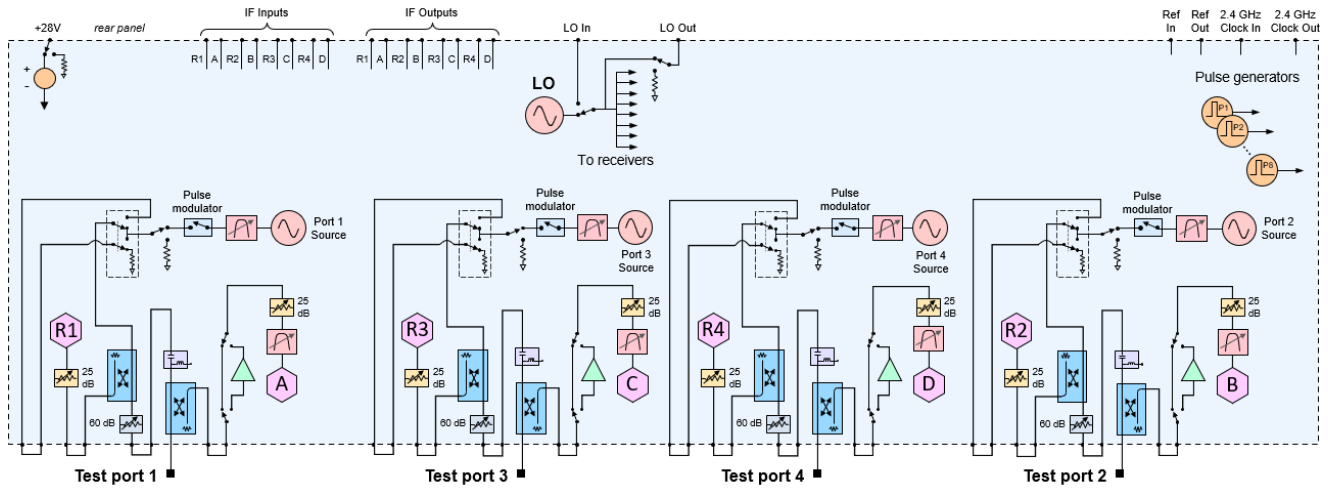 +28V
rear panel
IF Inputs
IF Outputs
LO In
LO Out
Ref In
Ref Out
2.4 GHz Clock In
2.4 GHz Clock Out
R1 A R2 B R3 C R4 D
R1 A R2 B R3 C R4 D
+
-
LO
To receivers
Pulse generators
P1
P2
P8
Pulse
modulator
Port 1
Source
Pulse
modulator
Port 3
Source
Pulse
modulator
Port 4
Source
Pulse
modulator
Port 2
Source
R1
25
dB
60 dB
25
dB
A
R3
25
dB
60 dB
25
dB
C
R4
25
dB
60 dB
25
dB
D
R2
25
dB
60 dB
25
dB
B
Test port 1
Test port 3
Test port 4
Test port 2